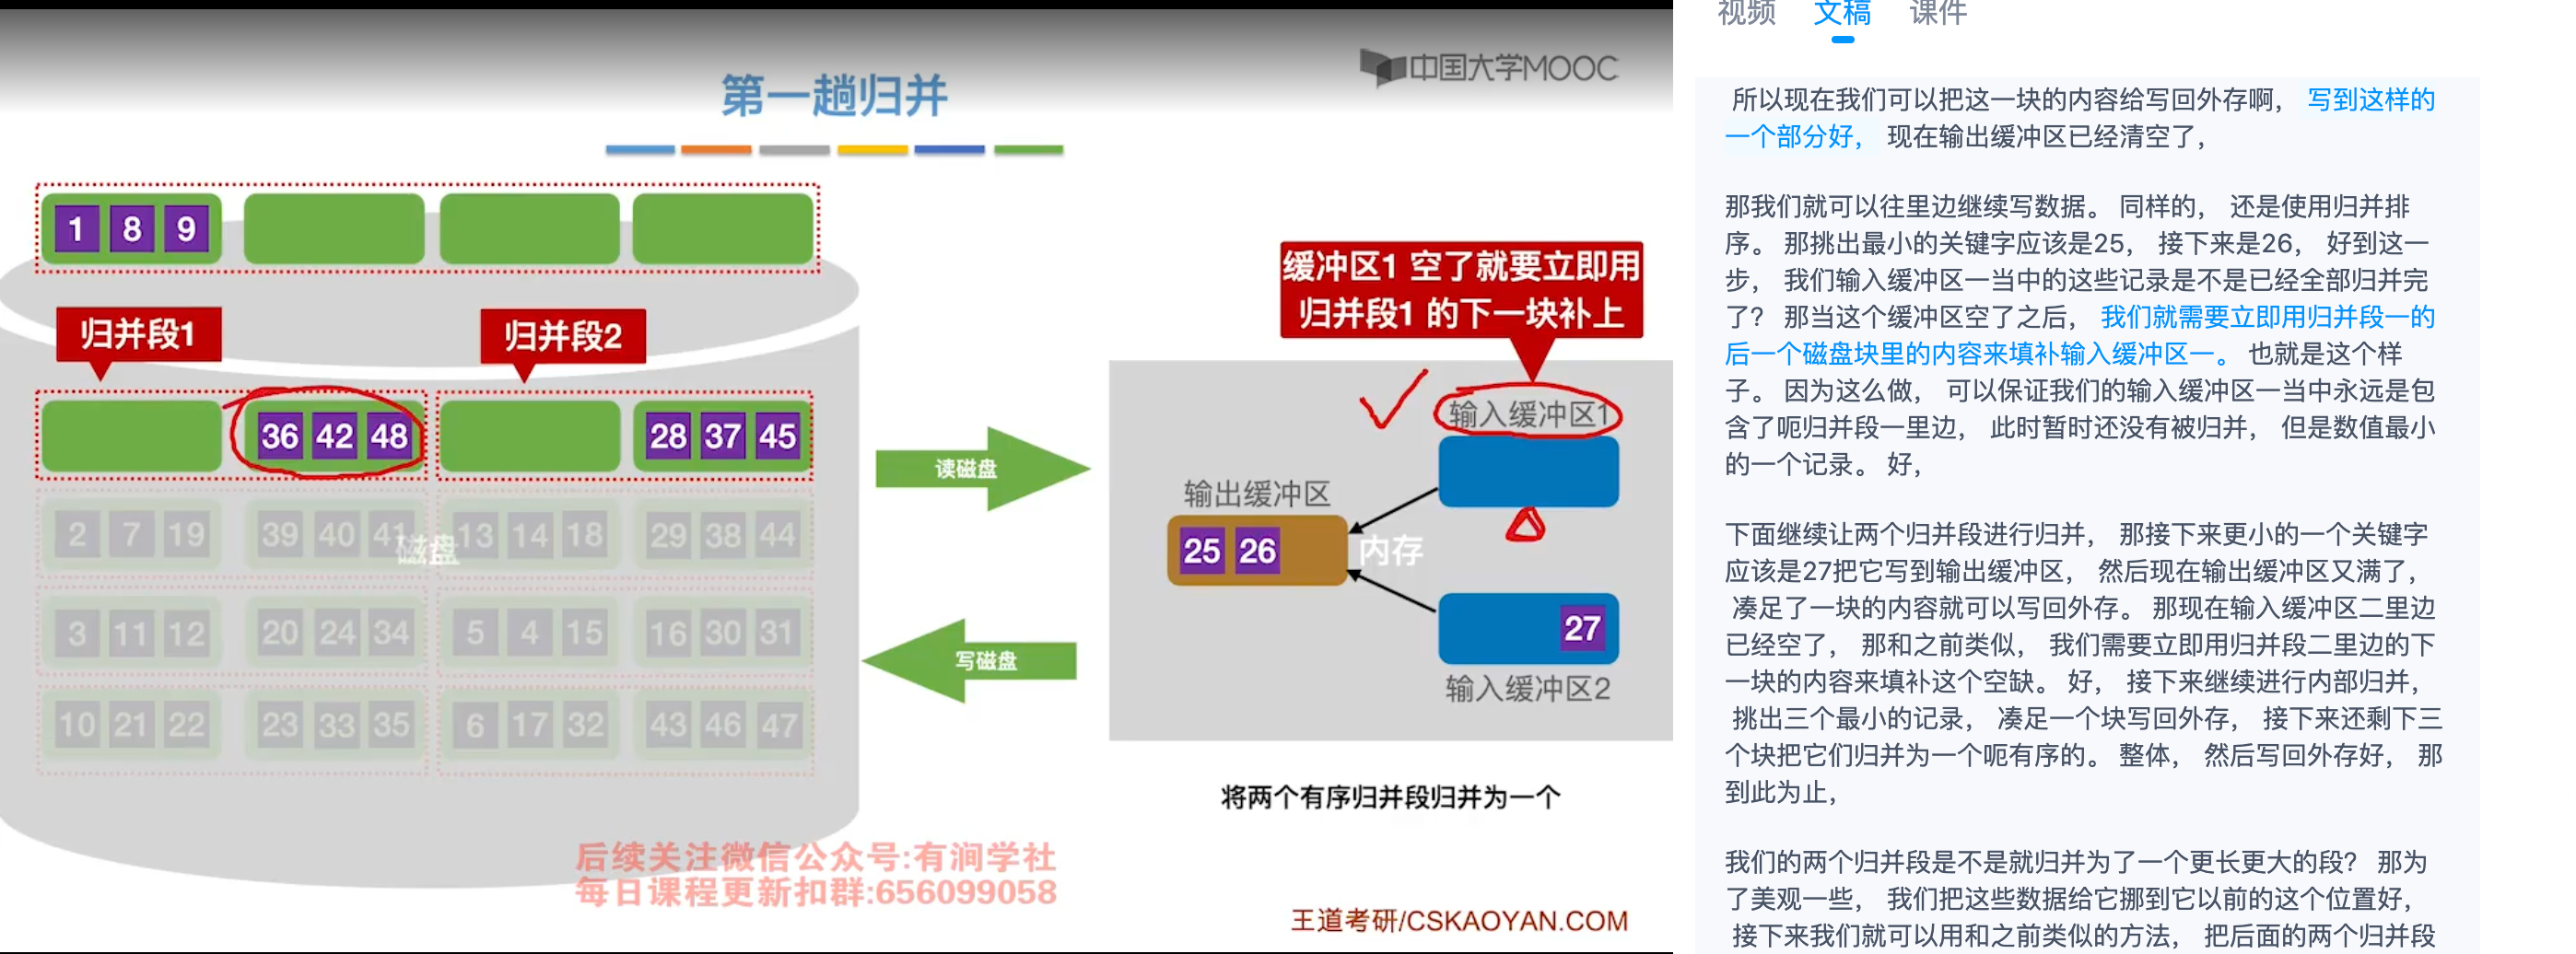 中国大学MOOC
第一趟归并
1 8 9
缓冲区1 空了就要立即用
归并段1 的下一块补上
归并段1
归并段2
36 42 48
28 37 45
输入缓冲区1
读磁盘
输出缓冲区
25 26
内存
27
输入缓冲区2
写磁盘
2 7 19 39 40 41 13 14 18 29 38 44
磁盘
3 11 12 20 24 34 5 4 15 16 30 31
10 21 22 23 33 35 6 17 32 43 46 47
将两个有序归并段归并为一个
后续关注微信公众号:有涧学社
每日课程更新扣群:656099058
王道考研/CSKAOYAN.COM
视频 文稿 课件
所以现在我们可以把这一块的内容给写回外存啊， 写到这样的
一个部分好， 现在输出缓冲区已经清空了，
那我们就可以往里边继续写数据。 同样的， 还是使用归并排
序。 那挑出最小的关键字应该是25， 接下来是26， 好到这一
步， 我们输入缓冲区一当中的这些记录是不是已经全部归并完
了？ 那当这个缓冲区空了之后， 我们就需要立即用归并段一的
后一个磁盘块里的内容来填补输入缓冲区一。 也就是这个样
子。 因为这么做， 可以保证我们的输入缓冲区一当中永远是包
含了呃归并段一里边， 此时暂时还没有被归并， 但是数值最小
的一个记录。 好，
下面继续让两个归并段进行归并， 那接下来更小的一个关键字
应该是27把它写到输出缓冲区， 然后现在输出缓冲区又满了，
凑足了一块的内容就可以写回外存。 那现在输入缓冲区二里边
已经空了， 那和之前类似， 我们需要立即用归并段二里边的下
一块的内容来填补这个空缺。 好， 接下来继续进行内部归并，
挑出三个最小的记录， 凑足一个块写回外存， 接下来还剩下三
个块把它们归并为一个呃有序的。 整体， 然后写回外存好， 那
到此为止，
我们的两个归并段是不是就归并为了一个更长更大的段？ 那为
了美观一些， 我们把这些数据给它挪到它以前的这个位置好，
接下来我们就可以用和之前类似的方法， 把后面的两个归并段